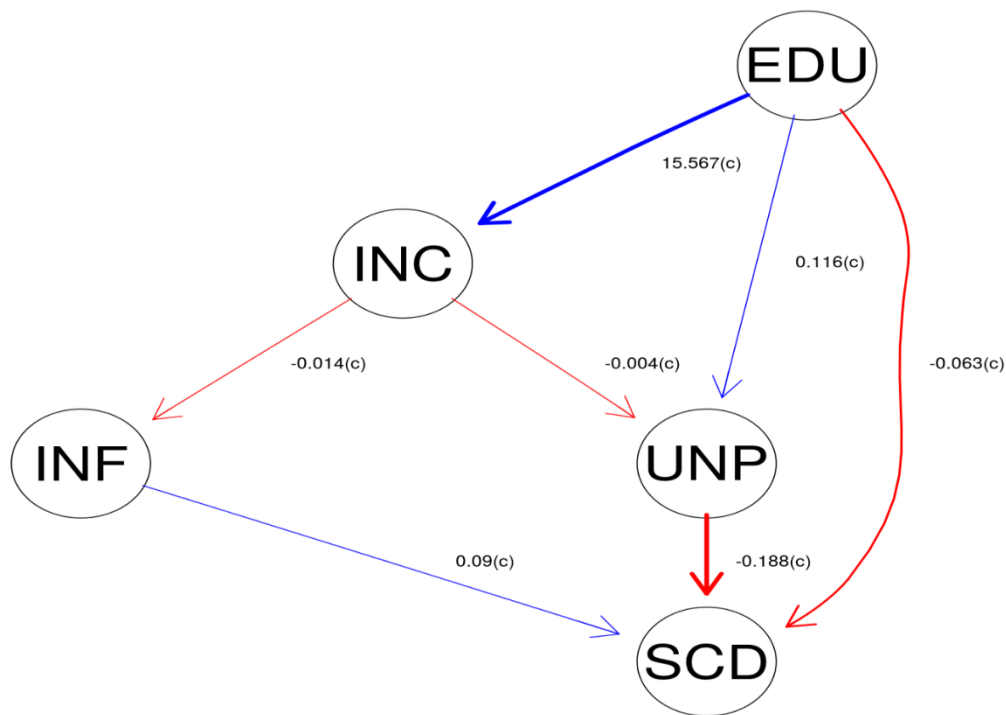 EDU
15.567(c)
INC
0.116(c)
-0.014(c)
-0.004(c)
-0.063(c)
INF
UNP
0.09(c)
-0.188(c)
SCD